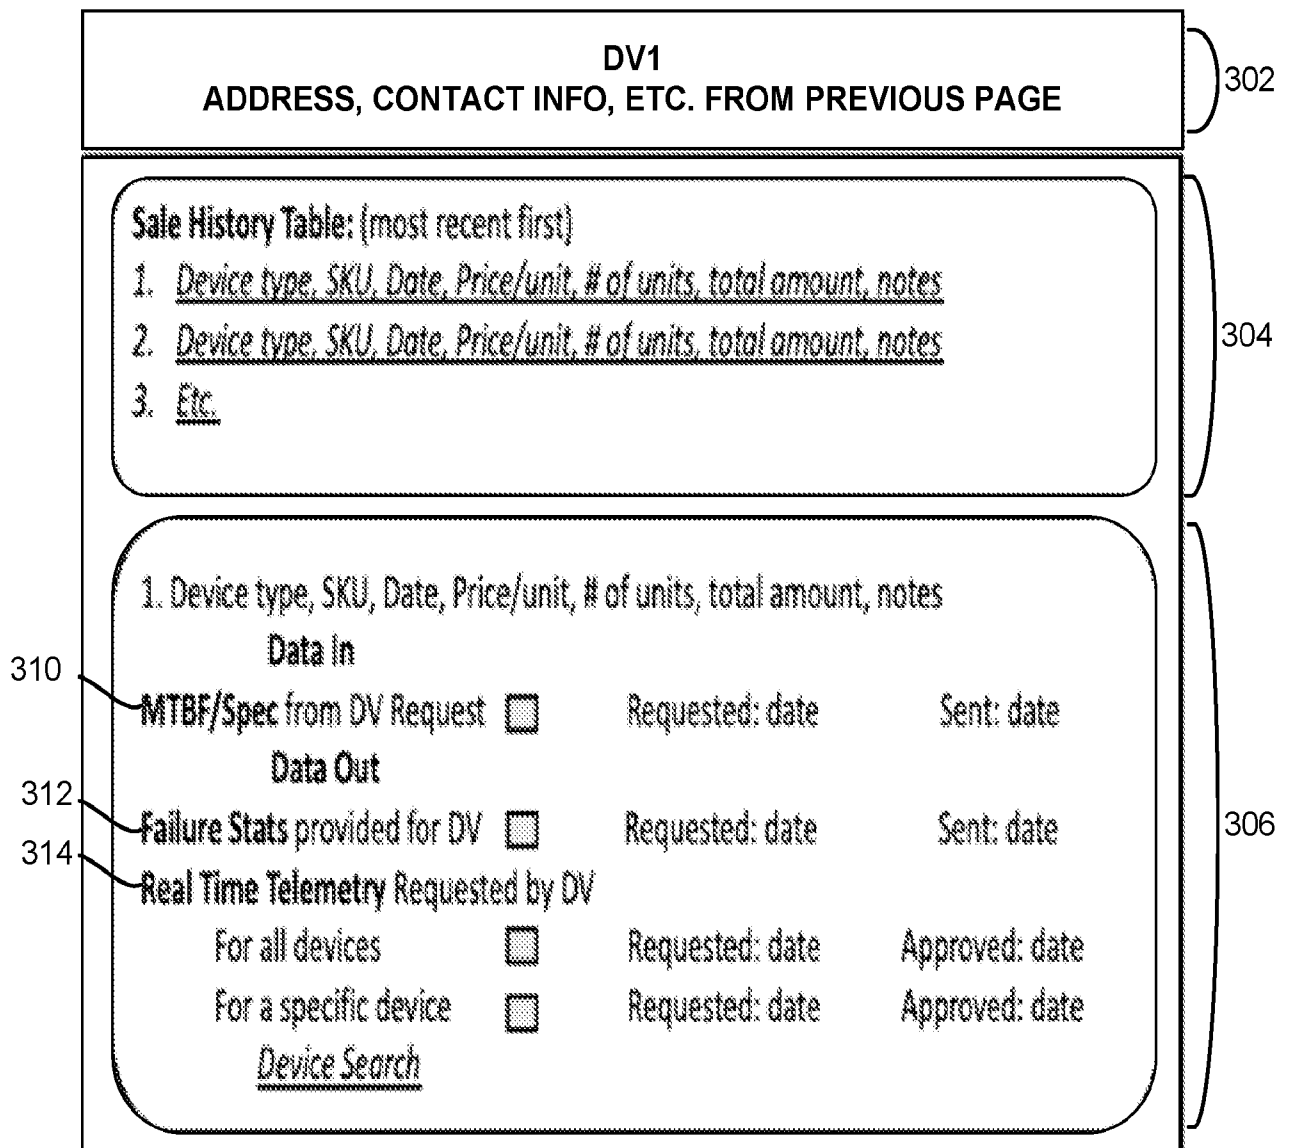 DV1
ADDRESS, CONTACT INFO, ETC. FROM PREVIOUS PAGE
302
Sale History Table: (most recent first)
1. Device type, SKU, Date, Price/unit, # of units, total amount, notes
2. Device type, SKU, Date, Price/unit, # of units, total amount, notes
304
3. Etc.
1. Device type, SKU, Date, Price/unit, # of units, total amount, notes
Data In
310
MTBF/Spec from DV Request Requested: date Sent: date
Data Out
312
Failure Stats provided for DV Requested: date Sent: date
306
314
Real Time Telemetry Requested by DV
For all devices Requested: date Approved: date
For a specific device Requested: date Approved: date
Device Search